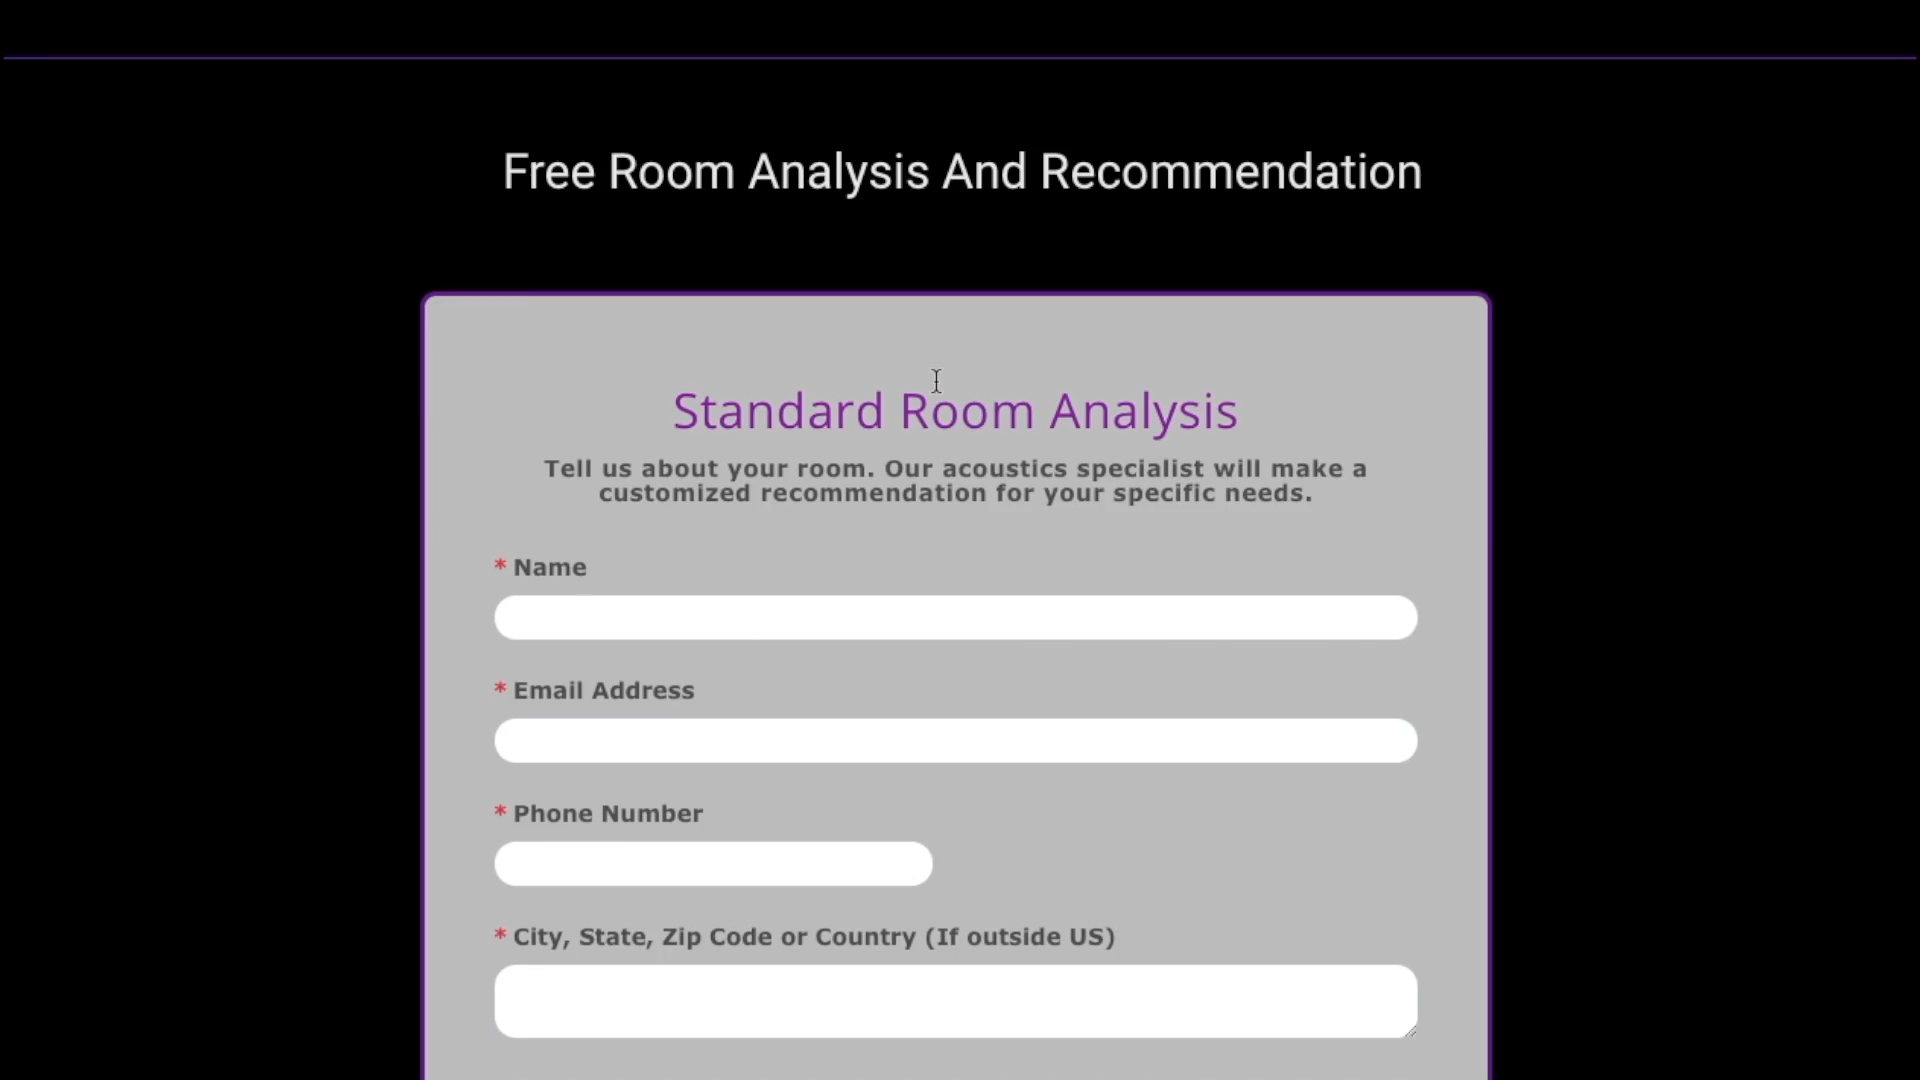 Free Room Analysis And Recommendation
Standard Room Analysis
Tell us about your room. Our acoustics specialist will make a
customized recommendation for your specific needs.
* Name
* Email Address
* Phone Number
* City, State, Zip Code or Country (If outside US)